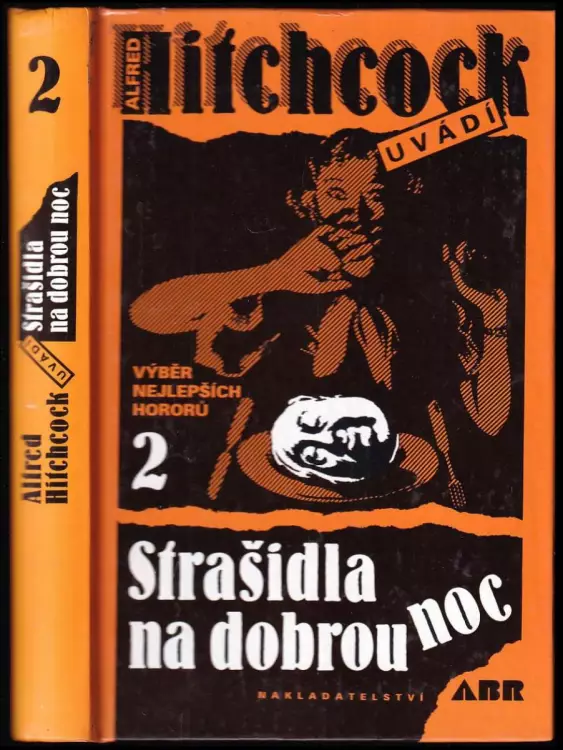 2
Strašidla
na dobrou noc
UVÁDÍ
Alfred
Hitchcock
ALFRED
Hitchcock
UVÁDÍ
VÝBĚR
NEJLEPŠÍCH
HORORŮ
2
Strašidla
na dobrou noc
NAKLADATELSTVÍ ABR